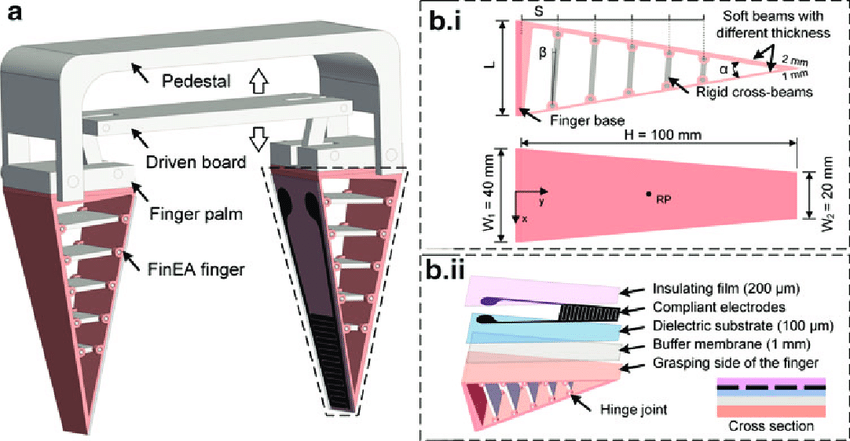 a
Pedestal
Driven board
Finger palm
FinEA finger
b.i
S
Soft beams with
different thickness
β
L
α
2 mm
1 mm
Rigid cross-beams
Finger base
H = 100 mm
W₁ = 40 mm
y
x
RP
W₂ = 20 mm
b.ii
Insulating film (200 μm)
Compliant electrodes
Dielectric substrate (100 μm)
Buffer membrane (1 mm)
Grasping side of the finger
Hinge joint
Cross section